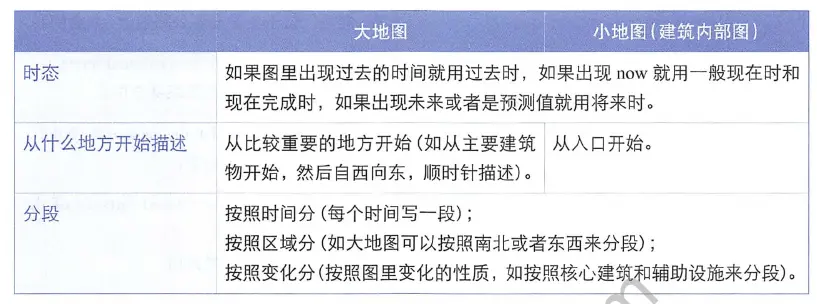 大地图 小地图(建筑内部图)
时态 如果图里出现过去的时间就用过去时，如果出现 now 就用一般现在时和
现在完成时，如果出现未来或者是预测值就用将来时。
从什么地方开始描述 从比较重要的地方开始(如从主要建筑 从入口开始。
物开始，然后自西向东，顺时针描述)。
分段 按照时间分(每个时间写一段)；
按照区域分(如大地图可以按照南北或者东西来分段)；
按照变化分(按照图里变化的性质，如按照核心建筑和辅助设施来分段)。